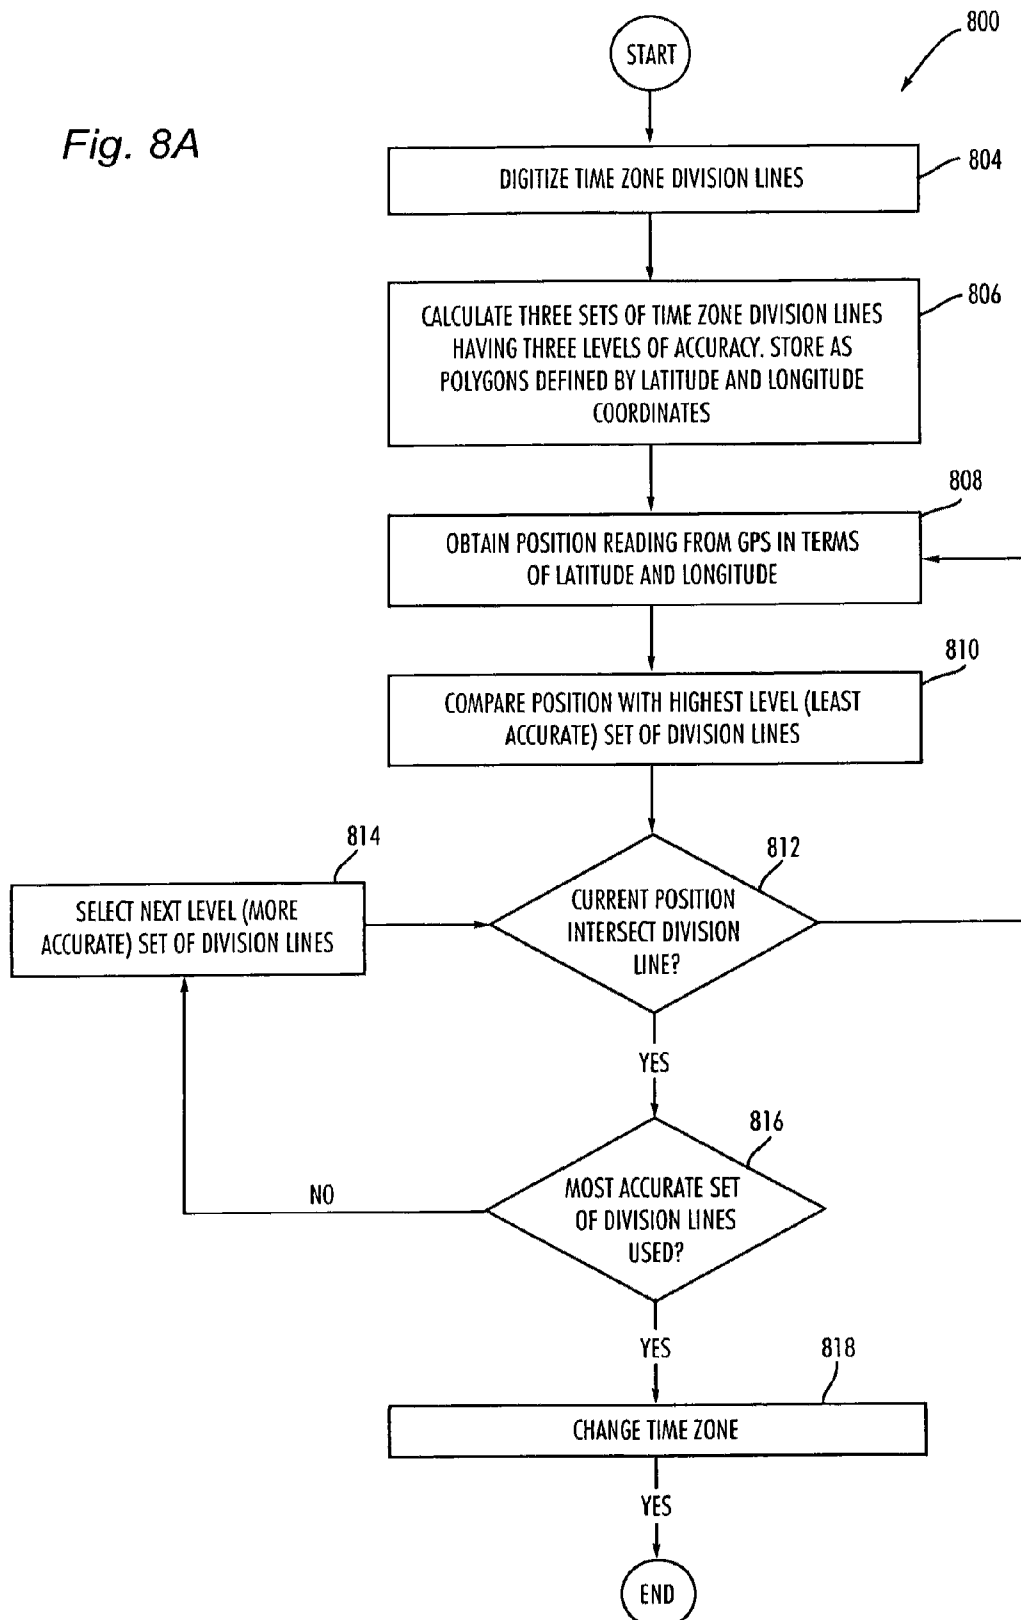 Fig. 8A
800
START
DIGITIZE TIME ZONE DIVISION LINES
804
CALCULATE THREE SETS OF TIME ZONE DIVISION LINES
HAVING THREE LEVELS OF ACCURACY. STORE AS
POLYGONS DEFINED BY LATITUDE AND LONGITUDE
COORDINATES
806
808
OBTAIN POSITION READING FROM GPS IN TERMS
OF LATITUDE AND LONGITUDE
810
COMPARE POSITION WITH HIGHEST LEVEL (LEAST
ACCURATE) SET OF DIVISION LINES
814
SELECT NEXT LEVEL (MORE
ACCURATE) SET OF DIVISION LINES
812
CURRENT POSITION
INTERSECT DIVISION
LINE?
YES
816
MOST ACCURATE SET
OF DIVISION LINES
USED?
NO
YES
818
CHANGE TIME ZONE
YES
END